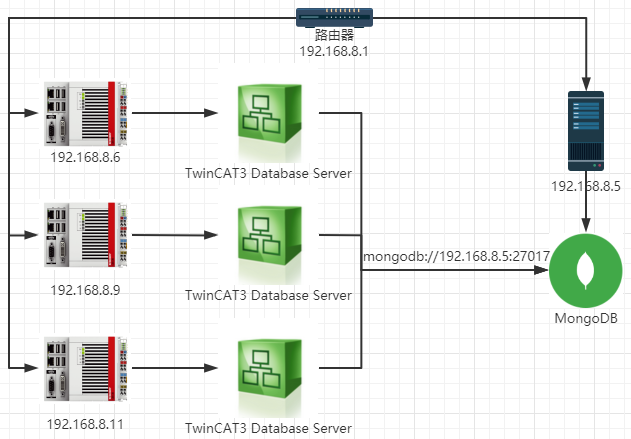 路由器
192.168.8.1
192.168.8.6
TwinCAT3 Database Server
192.168.8.5
192.168.8.9
TwinCAT3 Database Server
mongodb://192.168.8.5:27017
MongoDB
192.168.8.11
TwinCAT3 Database Server